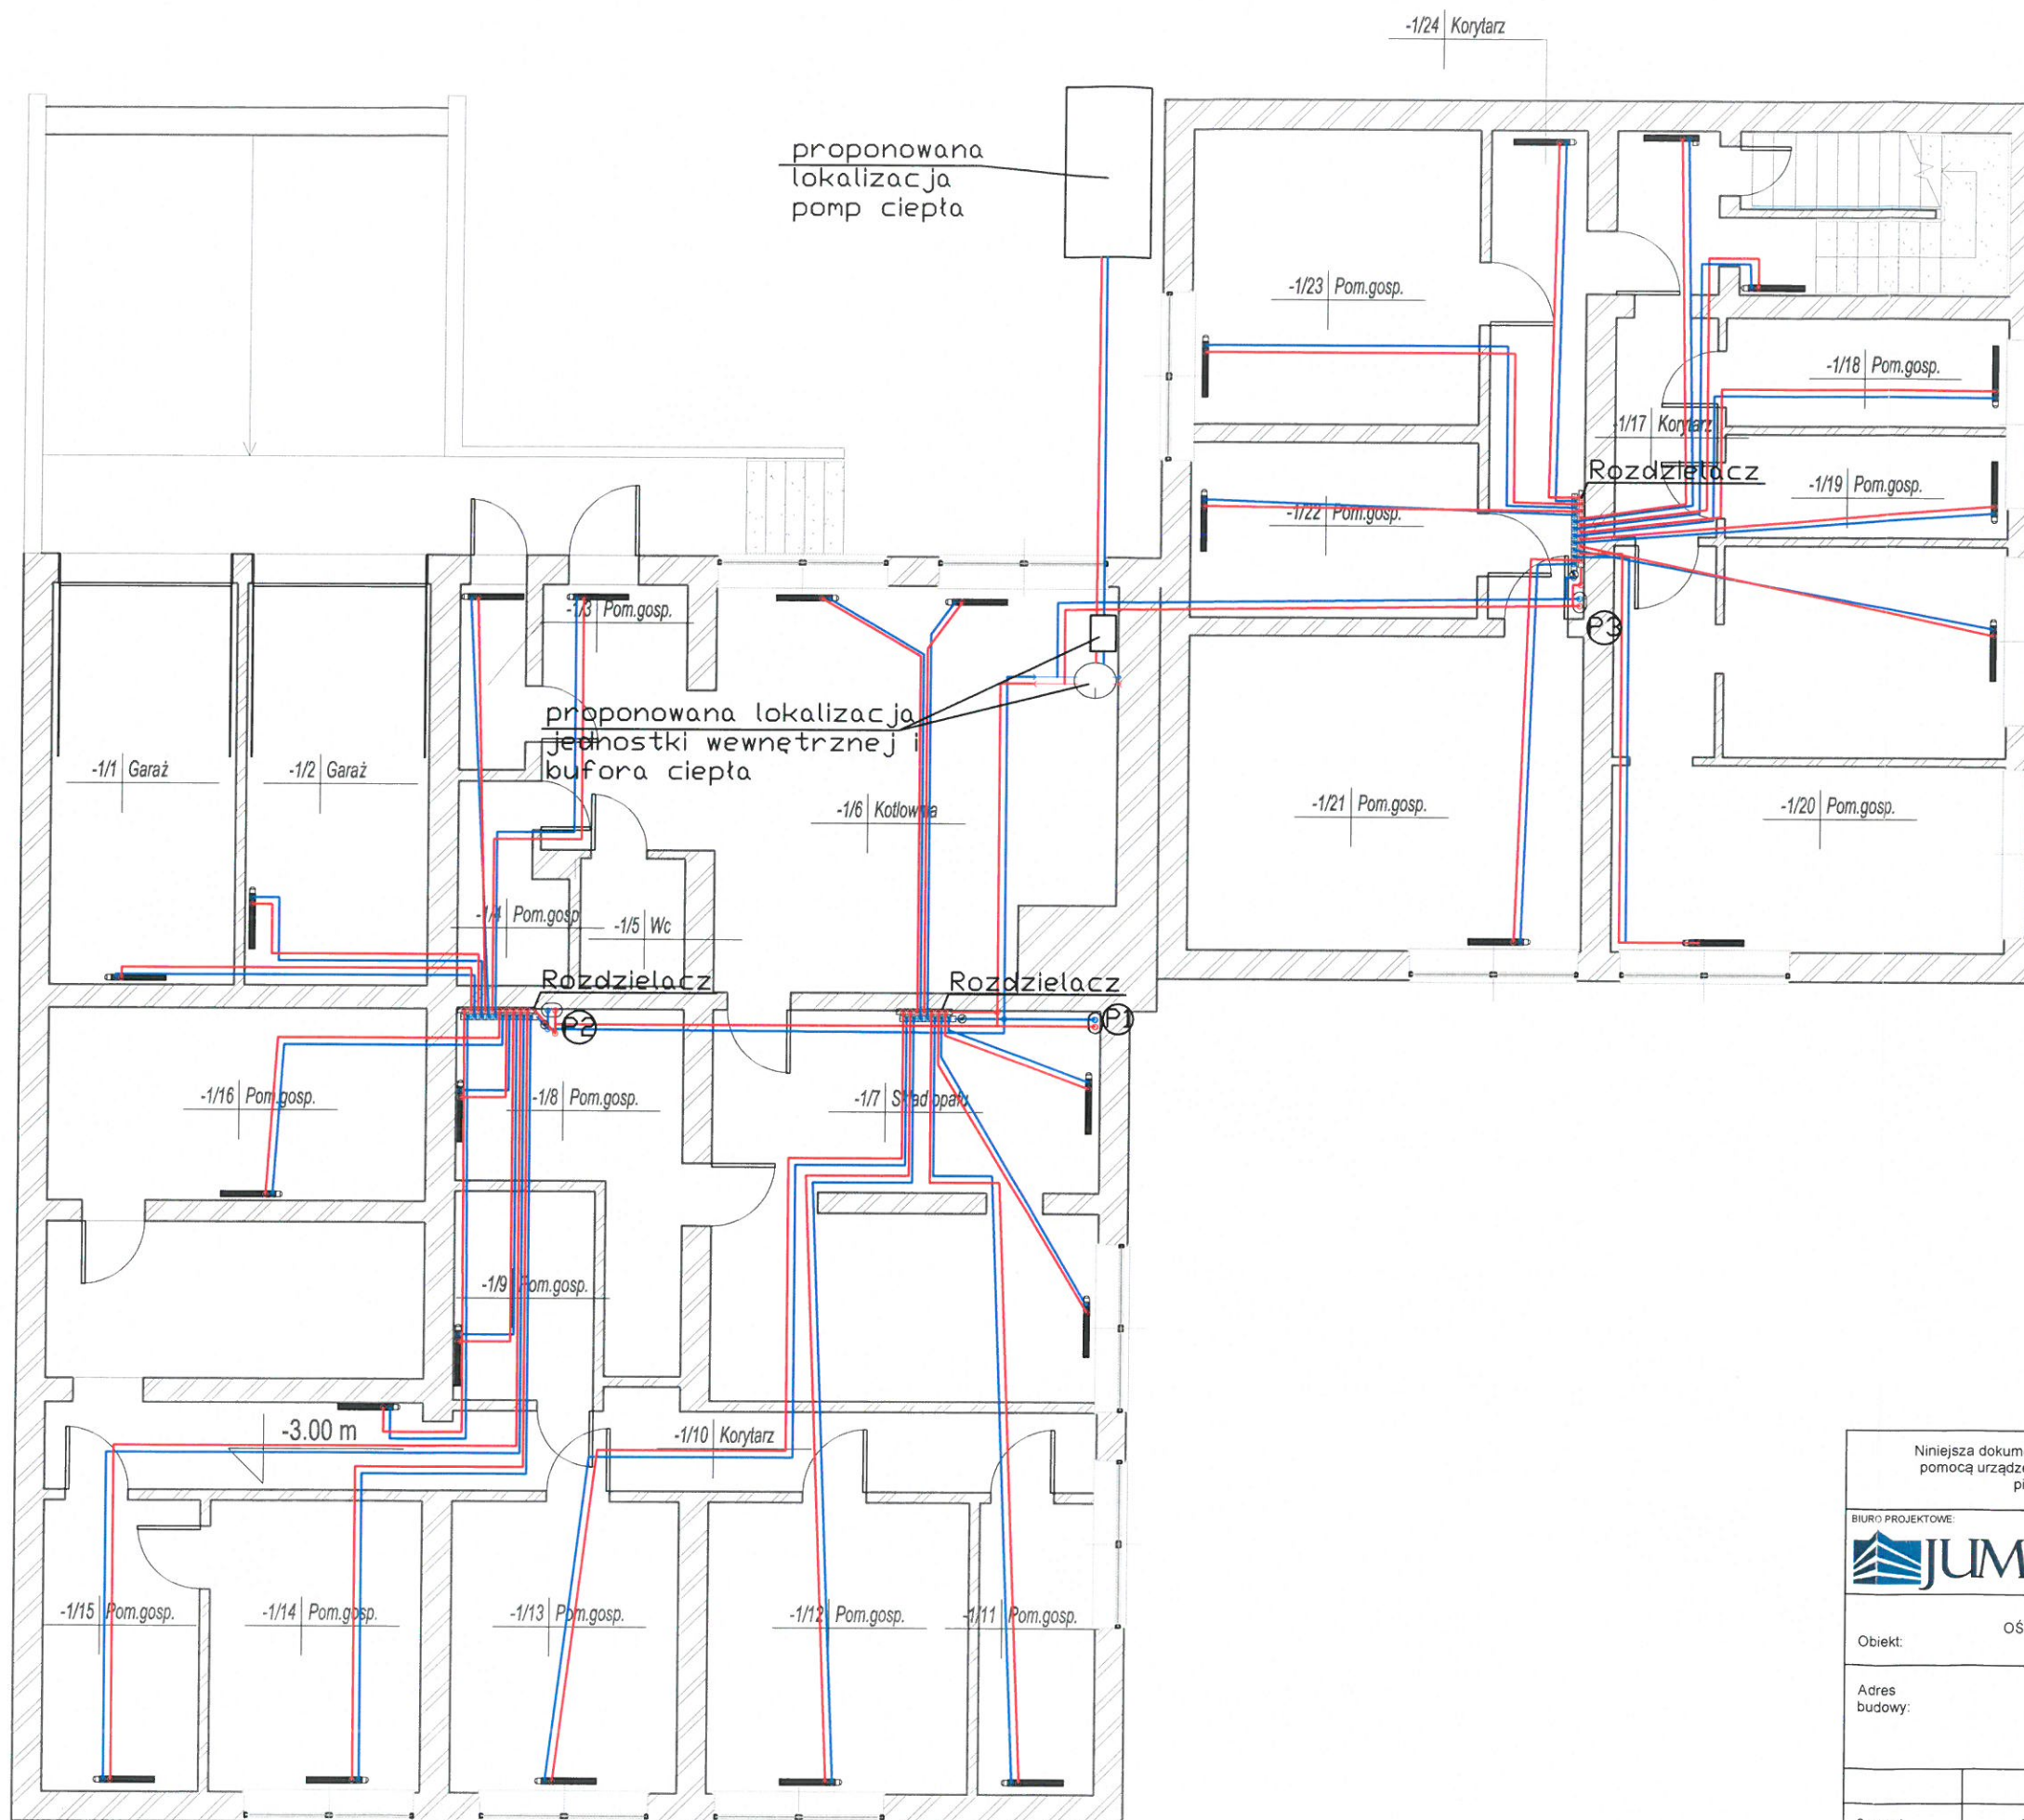 -1/24 Korytarz
proponowana
lokalizacja
pomp ciepła
-1/23 Pom.gosp.
-1/18 Pom.gosp.
-1/17 Korytarz
Rozdzielacz
-1/19 Pom.gosp.
-1/22 Pom.gosp.
-1/3 Pom.gosp.
P3
proponowana lokalizacja
jednostki wewnętrznej i
bufora ciepła
-1/1 Garaż
-1/2 Garaż
-1/6 Kotlownia
-1/21 Pom.gosp.
-1/20 Pom.gosp.
-1/4 Pom.gosp
-1/5 Wc
Rozdzielacz
Rozdzielacz
P2
P1
-1/16 Pom.gosp.
-1/8 Pom.gosp.
-1/7 Skład opału
-1/9 Pom.gosp.
-3.00 m
-1/10 Korytarz
-1/15 Pom.gosp.
-1/14 Pom.gosp.
-1/13 Pom.gosp.
-1/12 Pom.gosp.
-1/11 Pom.gosp.
Niniejsza dokum
pomocą urządze
pi
BIURO PROJEKTOWE:
JUM
OŚ
Obiekt:
Adres
budowy: